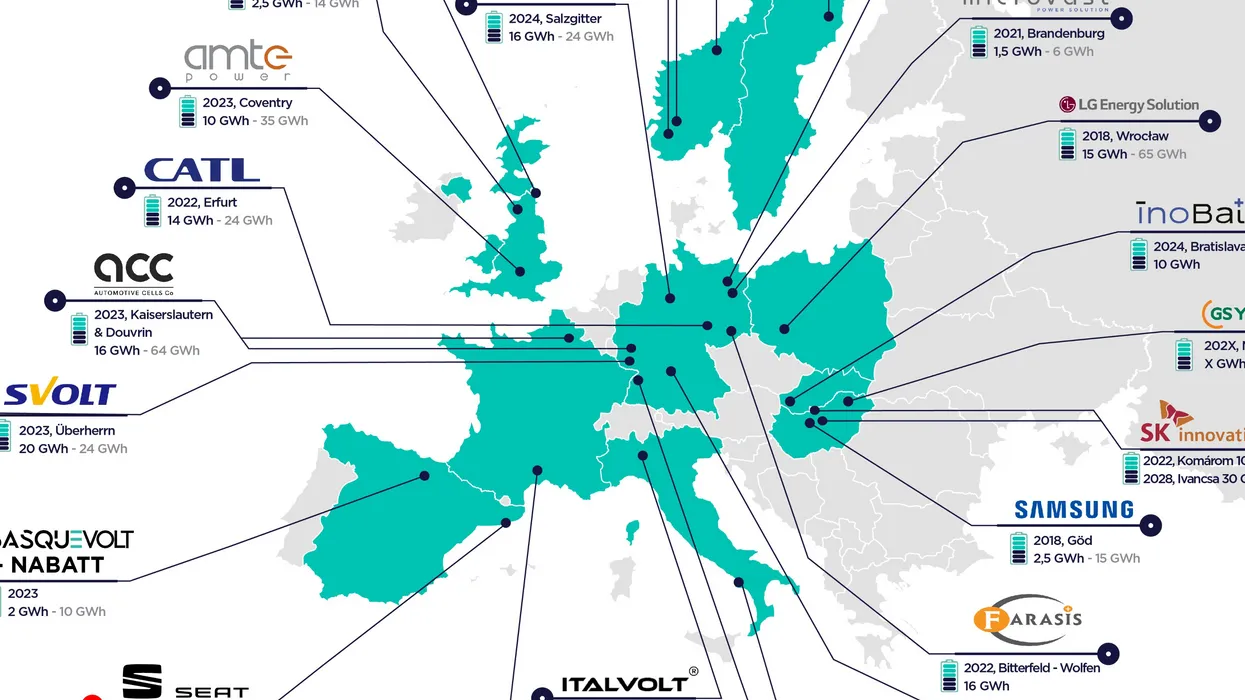 2,5 GWh - 14 GWh
2024, Salzgitter
16 GWh - 24 GWh
microvast
POWER SOLUTION
2021, Brandenburg
1,5 GWh - 6 GWh
amte
power
2023, Coventry
10 GWh - 35 GWh
LG Energy Solution
2018, Wrocław
15 GWh - 65 GWh
CATL
2022, Erfurt
14 GWh - 24 GWh
inoBat
2024, Bratislava
10 GWh
acc
AUTOMOTIVE CELLS Co
2023, Kaiserslautern
& Douvrin
16 GWh - 64 GWh
GSY
202X,
X GWh
SVOLT
2023, Überherrn
20 GWh - 24 GWh
SK innovati
2022, Komárom 10
2028, Ivancsa 30 G
SAMSUNG
2018, Göd
2,5 GWh - 15 GWh
BASQUEVOLT
- NABATT
2023
2 GWh - 10 GWh
FARASIS
2022, Bitterfeld - Wolfen
16 GWh
SEAT
ITALVOLT ®